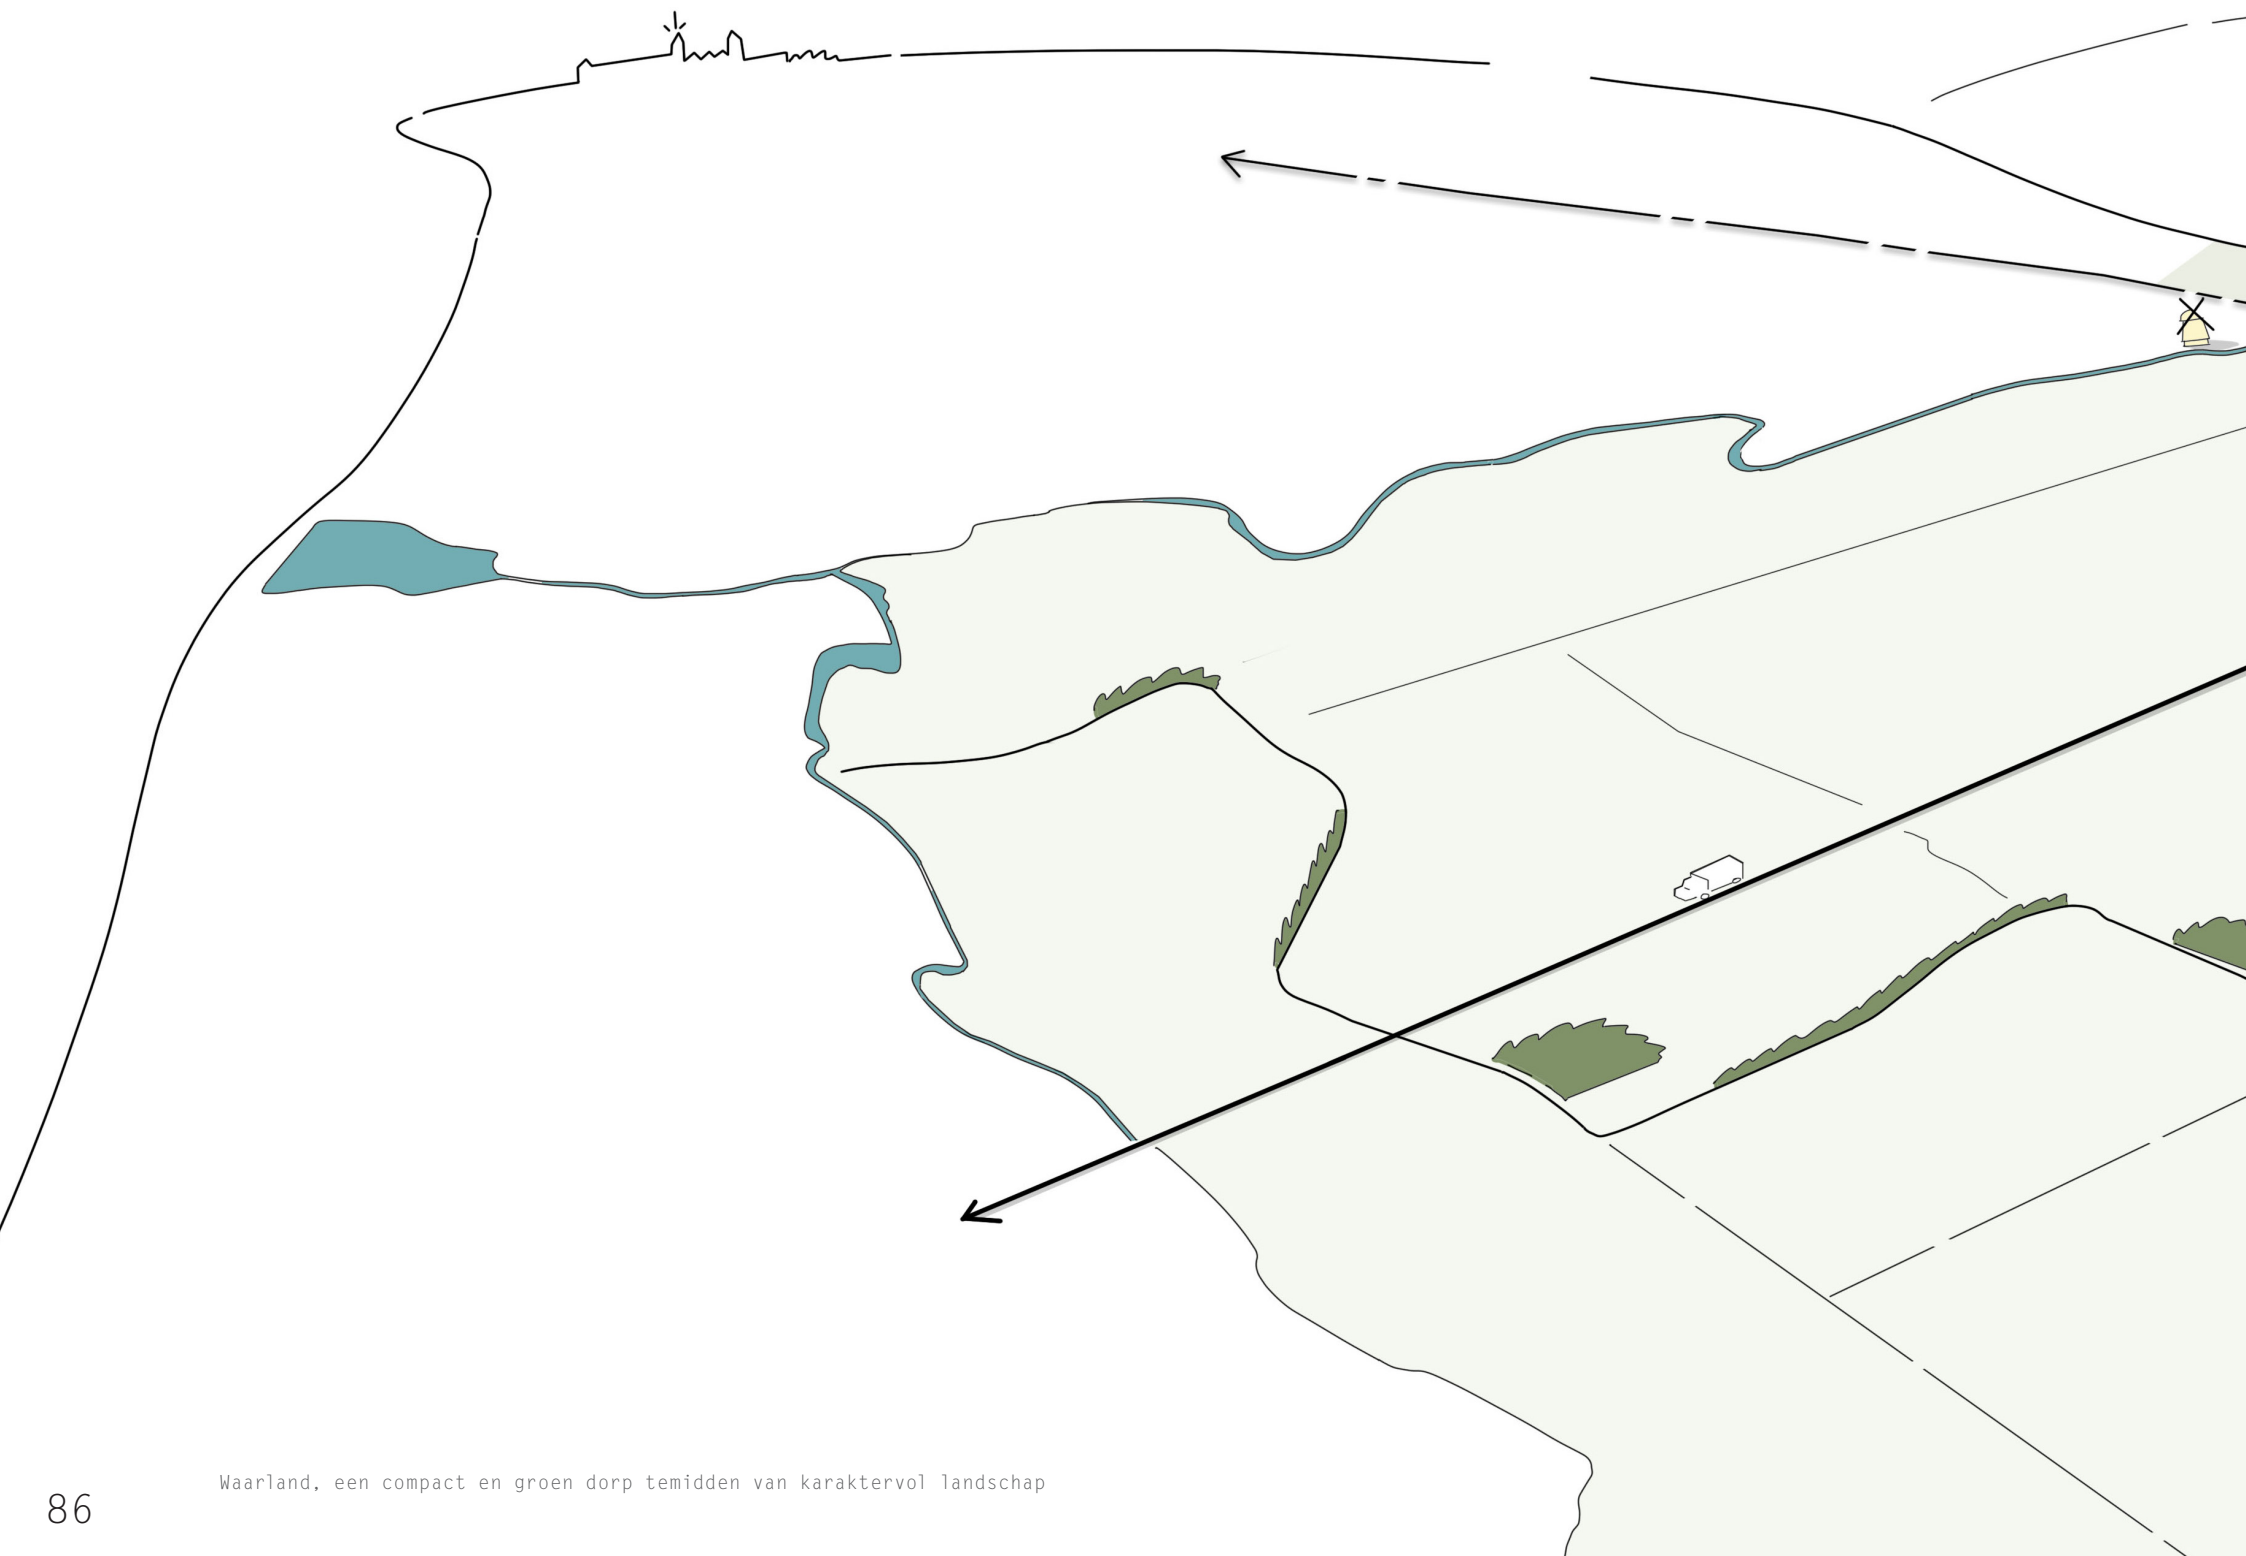 Waarland, een compact en groen dorp temidden van karaktervol landschap
86